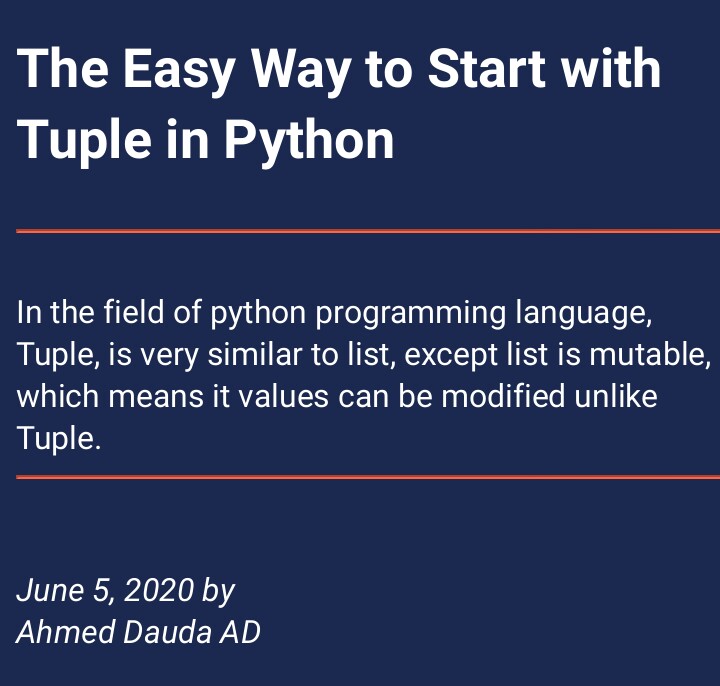 The Easy Way to Start with
Tuple in Python
In the field of python programming language,
Tuple, is very similar to list, except list is mutable,
which means it values can be modified unlike
Tuple.
June 5, 2020 by
Ahmed Dauda AD